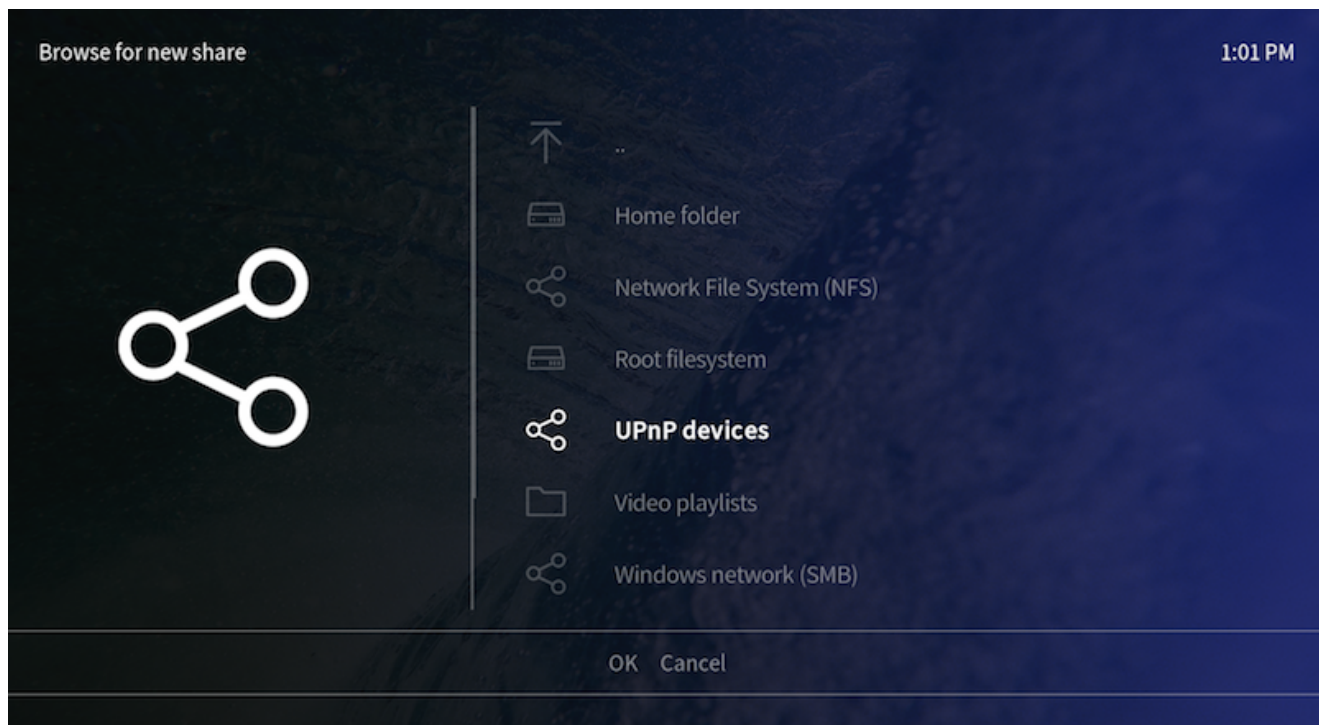 Browse for new share
1:01 PM
..
Home folder
Network File System (NFS)
Root filesystem
UPnP devices
Video playlists
Windows network (SMB)
OK Cancel